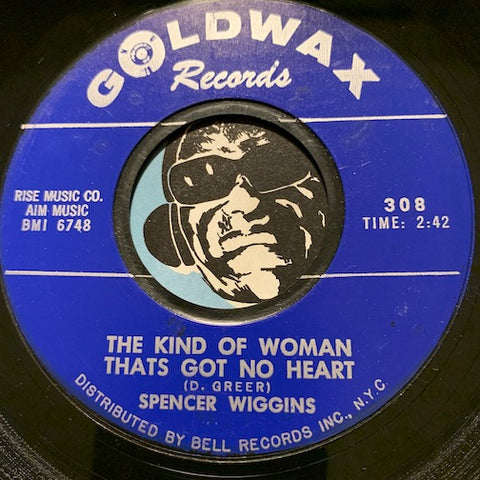 GOLDWAX
Records
RISE MUSIC CO.
AIM MUSIC
BMI 6748
308
TIME: 2:42
THE KIND OF WOMAN
THATS GOT NO HEART
(D. GREER)
SPENCER WIGGINS
DISTRIBUTED BY BELL RECORDS INC., N.Y.C.